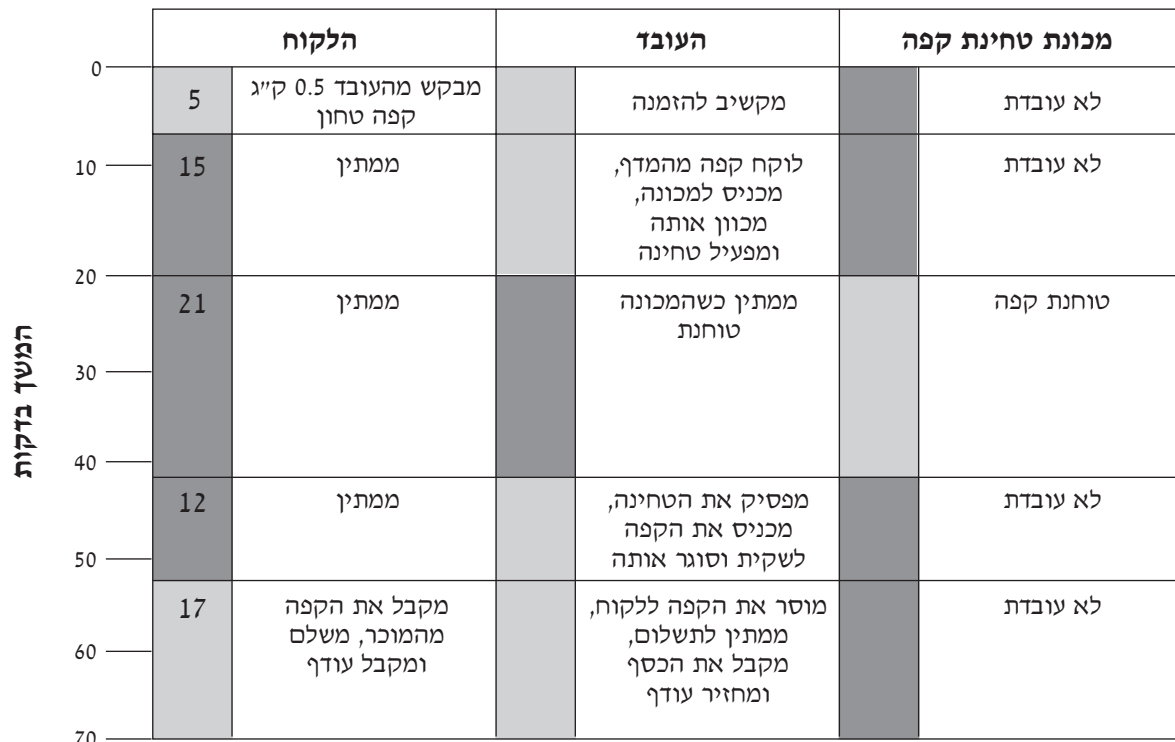 מכונת טחינת קפה
העובד
הלקוח
0
לא עובדת
מקשיב להזמנה
מבקש מהעובד 0.5 ק״ג
קפה טחון
5
10
לא עובדת
לוקח קפה מהמדף,
מכניס למכונה,
מכוון אותה
ומפעיל טחינה
ממתין
15
20
טוחנת קפה
ממתין כשהמכונה
טוחנת
ממתין
21
30
40
לא עובדת
מפסיק את הטחינה,
מכניס את הקפה
לשקית וסוגר אותה
ממתין
12
50
לא עובדת
מוסר את הקפה ללקוח,
ממתין לתשלום,
מקבל את הכסף
ומחזיר עודף
מקבל את הקפה
מהמוכר, משלם
ומקבל עודף
17
60
70
המשך בדקות